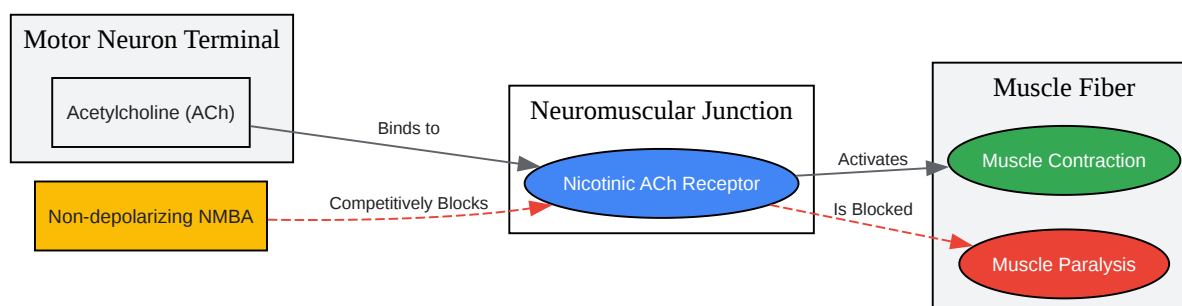 Motor Neuron Terminal
Acetylcholine (ACh)
Non-depolarizing NMBA
Binds to
Competitively Blocks
Neuromuscular Junction
Nicotinic ACh Receptor
Activates
Is Blocked
Muscle Fiber
Muscle Contraction
Muscle Paralysis